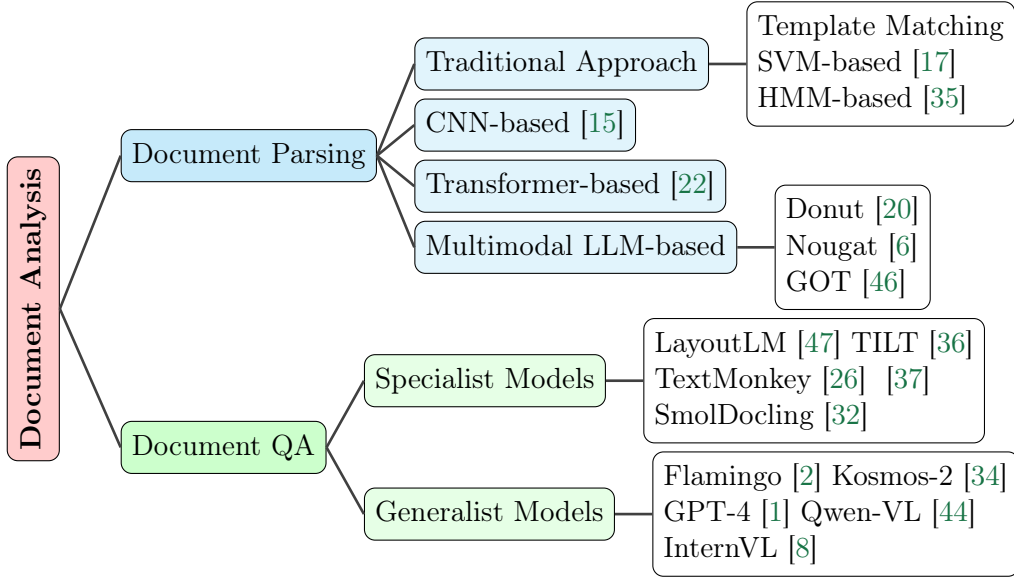 Document Analysis
Document Parsing
Traditional Approach
Template Matching
SVM-based [17]
HMM-based [35]
CNN-based [15]
Transformer-based [22]
Multimodal LLM-based
Donut [20]
Nougat [6]
GOT [46]
Document QA
Specialist Models
LayoutLM [47] TILT [36]
TextMonkey [26] [37]
SmolDocling [32]
Generalist Models
Flamingo [2] Kosmos-2 [34]
GPT-4 [1] Qwen-VL [44]
InternVL [8]